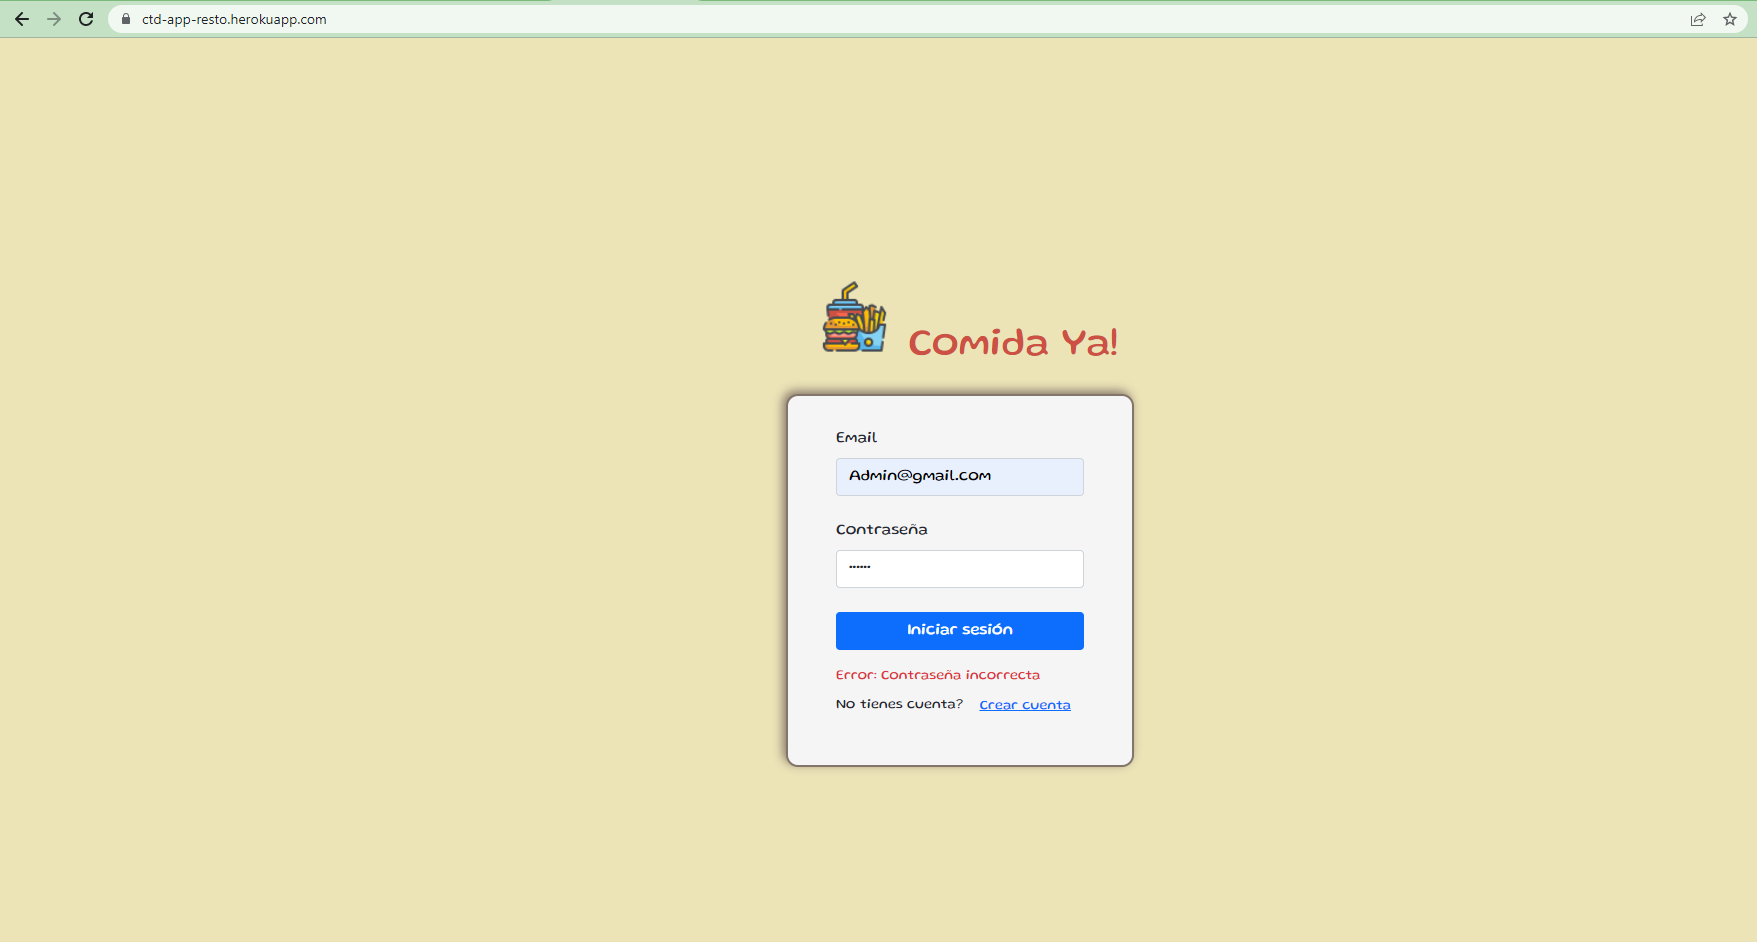 ctd-app-resto.herokuapp.com
Comida Ya!
Email
Admin@gmail.com
Contraseña
······
Iniciar sesión
Error: Contraseña incorrecta
No tienes cuenta? Crear cuenta